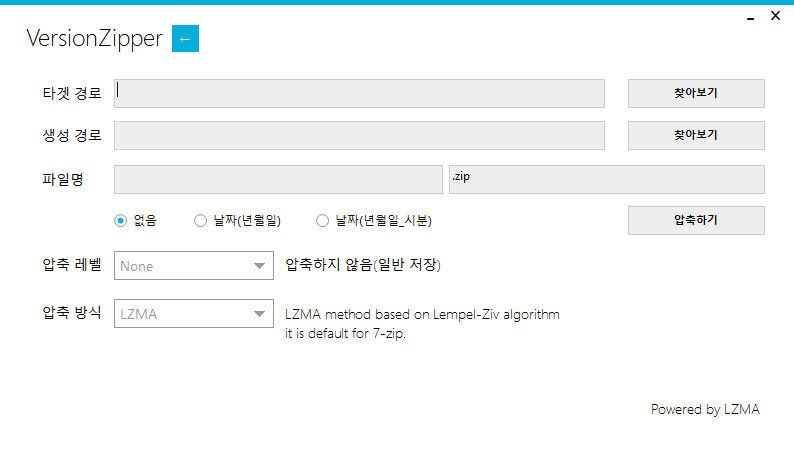 VersionZipper ←
타겟 경로 찾아보기
생성 경로 찾아보기
파일명 .zip
없음 날짜(년월일) 날짜(년월일_시분) 압축하기
압축 레벨 None 압축하지 않음(일반 저장)
압축 방식 LZMA LZMA method based on Lempel-Ziv algorithm
it is default for 7-zip.
Powered by LZMA